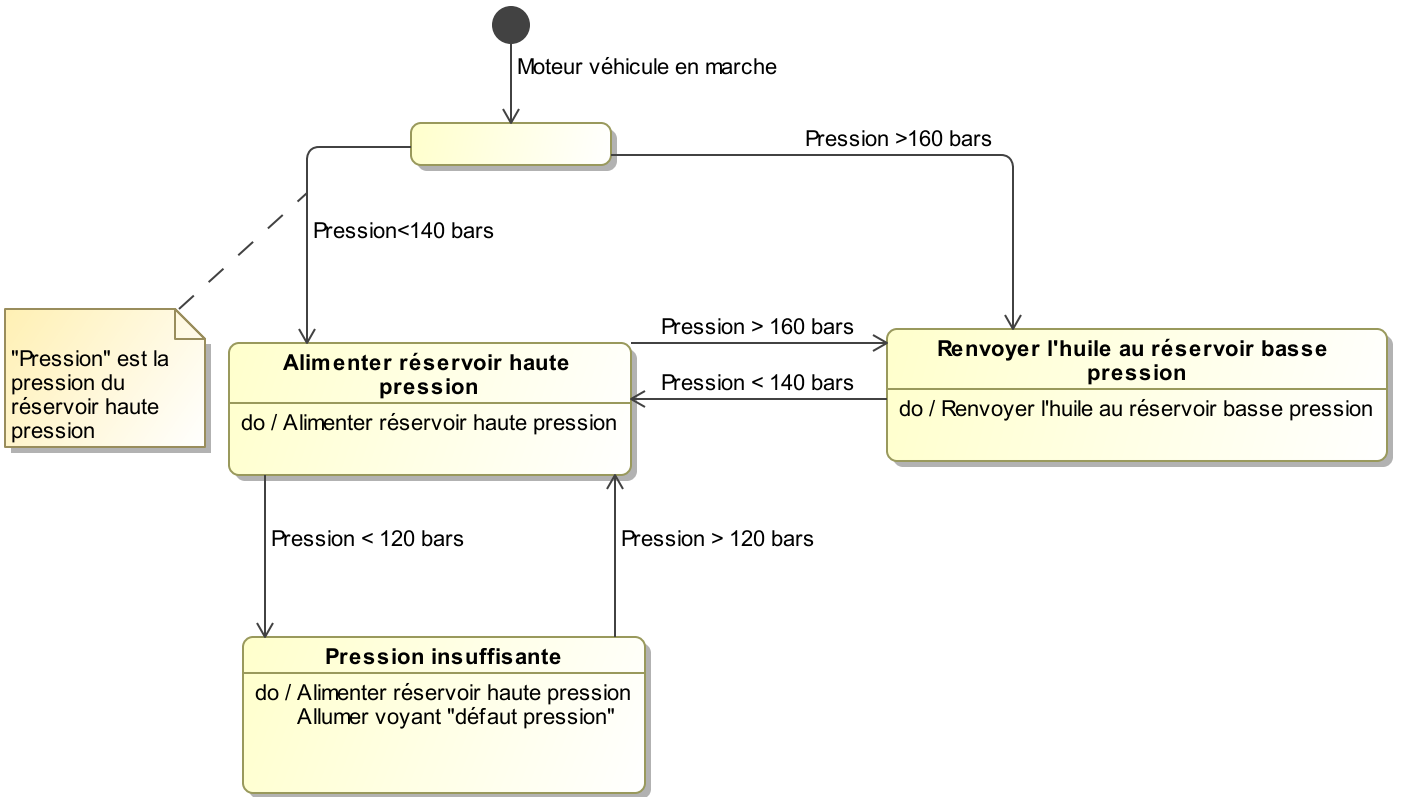 Moteur véhicule en marche
Pression >160 bars
Pression<140 bars
"Pression" est la
pression du
réservoir haute
pression
Alimenter réservoir haute
pression
do / Alimenter réservoir haute pression
Pression > 160 bars
Pression < 140 bars
Renvoyer l'huile au réservoir basse
pression
do / Renvoyer l'huile au réservoir basse pression
Pression < 120 bars
Pression > 120 bars
Pression insuffisante
do / Alimenter réservoir haute pression
Allumer voyant "défaut pression"